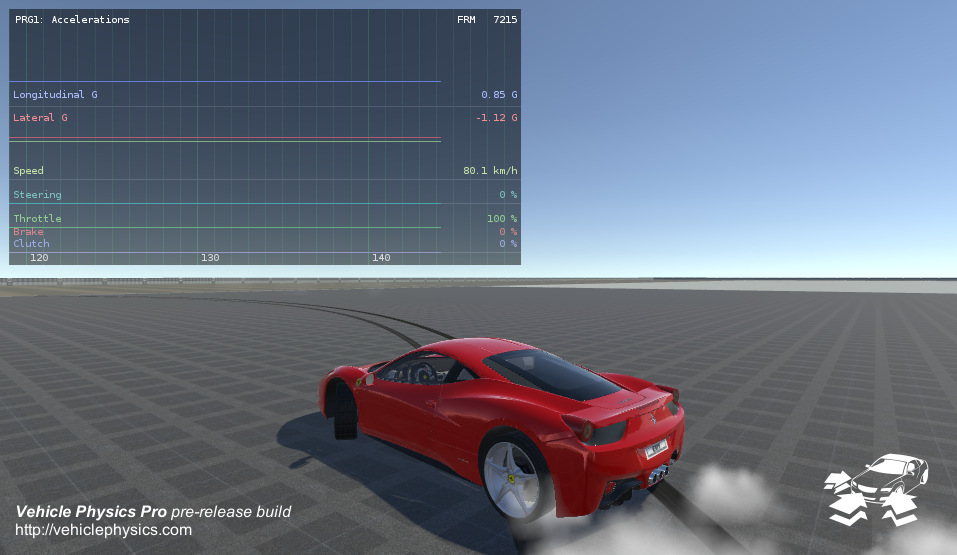 PRG1: Accelerations FRM 7215
Longitudinal G 0.85 G
Lateral G -1.12 G
Speed 80.1 km/h
Steering 0 %
Throttle 100 %
Brake 0 %
Clutch 0 %
120 130 140
Vehicle Physics Pro pre-release build
http://vehiclephysics.com